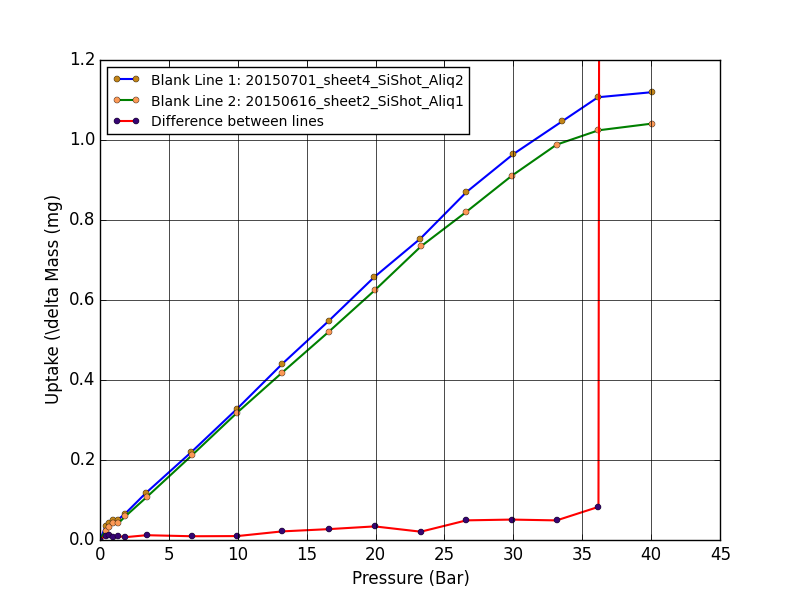 Blank Line 1: 20150701_sheet4_SiShot_Aliq2
Blank Line 2: 20150616_sheet2_SiShot_Aliq1
Difference between lines
Uptake (\delta Mass (mg)
1.2
1.0
0.8
0.6
0.4
0.2
0.0
0 5 10 15 20 25 30 35 40 45
Pressure (Bar)